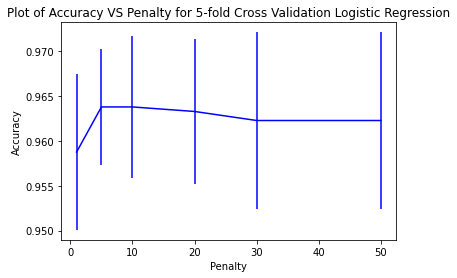 Plot of Accuracy VS Penalty for 5-fold Cross Validation Logistic Regression
0.970
0.965
0.960
0.955
0.950
Accuracy
0 10 20 30 40 50
Penalty